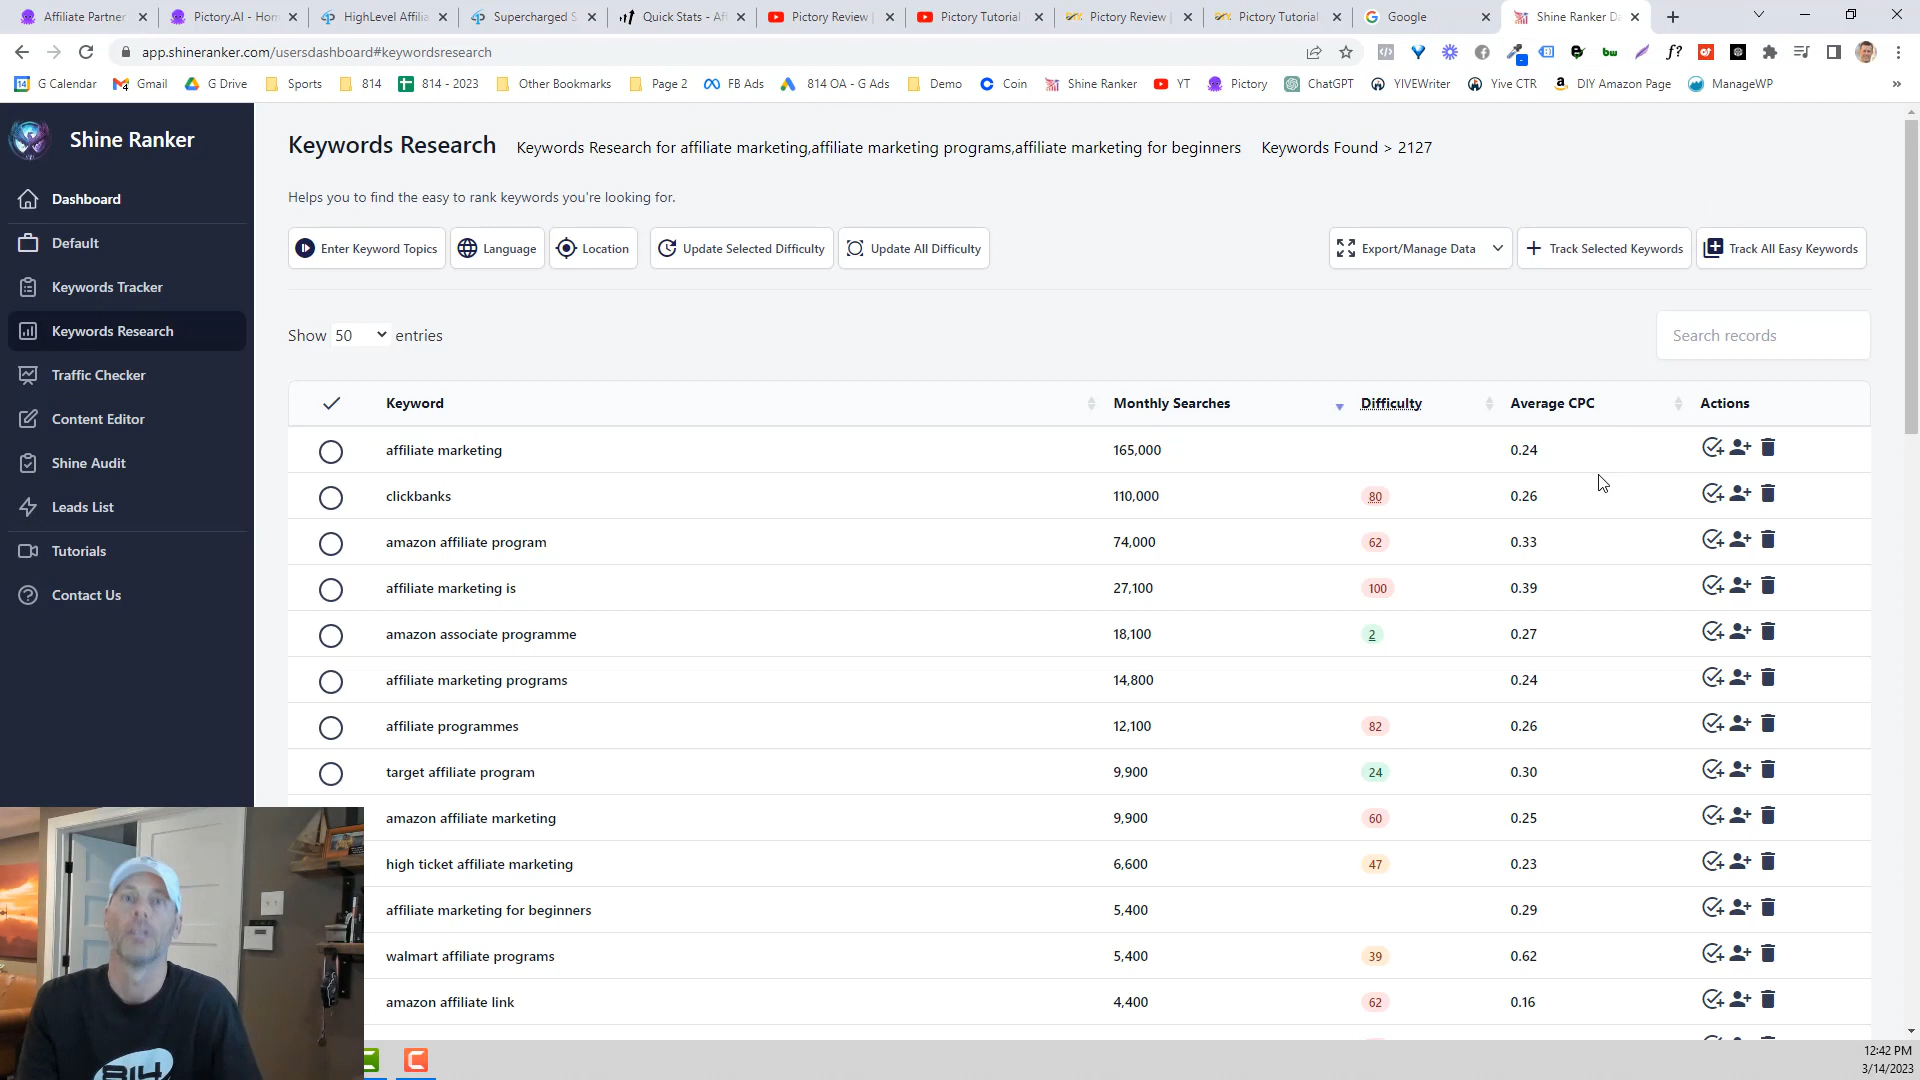 Affiliate Partner
Pictory.AI - Hom
HighLevel Affilia
Supercharged S
Quick Stats - Aff
Pictory Review |
Pictory Tutorial
Pictory Review |
Pictory Tutorial
Google
Shine Ranker Da
app.shineranker.com/usersdashboard#keywordsresearch
G Calendar
Gmail
G Drive
Sports
814
814 - 2023
Other Bookmarks
Page 2
FB Ads
814 OA - G Ads
Demo
Coin
Shine Ranker
YT
Pictory
ChatGPT
YIVEWriter
Yive CTR
DIY Amazon Page
ManageWP
»
Shine Ranker
Dashboard
Default
Keywords Tracker
Keywords Research
Traffic Checker
Content Editor
Shine Audit
Leads List
Tutorials
Contact Us
Keywords Research Keywords Research for affiliate marketing,affiliate marketing programs,affiliate marketing for beginners Keywords Found > 2127
Helps you to find the easy to rank keywords you're looking for.
Enter Keyword Topics Language Location Update Selected Difficulty Update All Difficulty Export/Manage Data Track Selected Keywords Track All Easy Keywords
Show 50 entries Search records
Keyword Monthly Searches Difficulty Average CPC Actions
affiliate marketing 165,000 0.24
clickbanks 110,000 80 0.26
amazon affiliate program 74,000 62 0.33
affiliate marketing is 27,100 100 0.39
amazon associate programme 18,100 2 0.27
affiliate marketing programs 14,800 0.24
affiliate programmes 12,100 82 0.26
target affiliate program 9,900 24 0.30
amazon affiliate marketing 9,900 60 0.25
high ticket affiliate marketing 6,600 47 0.23
affiliate marketing for beginners 5,400 0.29
walmart affiliate programs 5,400 39 0.62
amazon affiliate link 4,400 62 0.16
814
12:42 PM
3/14/2023